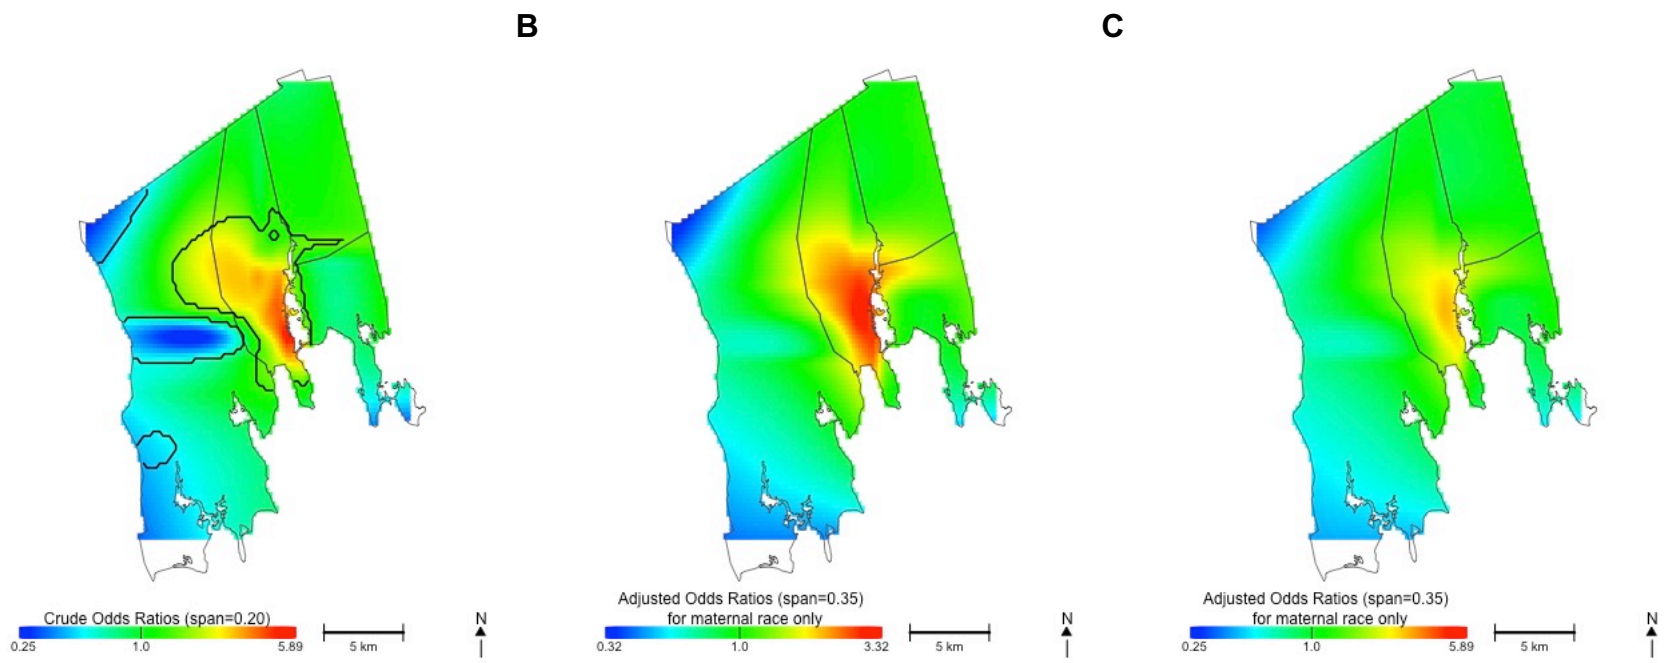 B
C
Crude Odds Ratios (span=0.20)
0.25 1.0 5.89
5 km
N
Adjusted Odds Ratios (span=0.35)
for maternal race only
0.32 1.0 3.32
5 km
N
Adjusted Odds Ratios (span=0.35)
for maternal race only
0.25 1.0 5.89
5 km
N